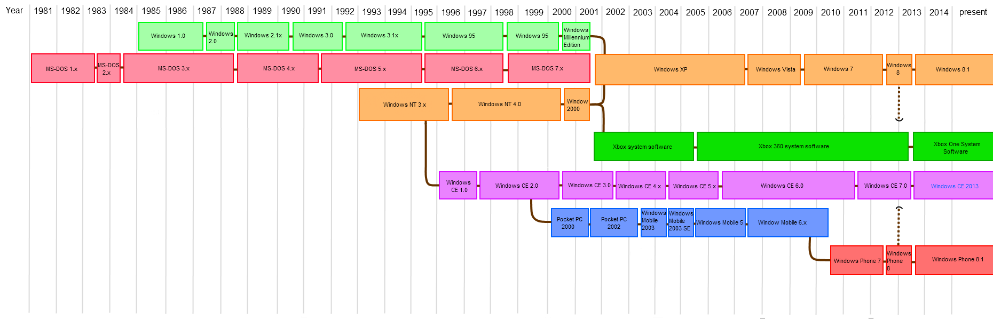 Year 1981 1982 1983 1984 1985 1986 1987 1988 1989 1990 1991 1992 1993 1994 1995 1996 1997 1998 1999 2000 2001 2002 2003 2004 2005 2006 2007 2008 2009 2010 2011 2012 2013 2014 present
Windows 1.0
Windows
2.0
Windows 2.1x
Windows 3.0
Windows 3.1x
Windows 95
Windows 95
Windows
Millennium
Edition
MS-DOS 1.x
MS-DOS
2.x
MS-DOS 3.x
MS-DOS 4.x
MS-DOS 5.x
MS-DOS 6.x
MS-DOS 7.x
Windows XP
Windows Vista
Windows 7
Windows
8
Windows 8.1
Windows NT 3.x
Windows NT 4.0
Window
2000
Xbox system software
Xbox 360 system software
Xbox One System
Software
Windows
CE 1.0
Windows CE 2.0
Windows CE 3.0
Windows CE 4.x
Windows CE 5.x
Windows CE 6.0
Windows CE 7.0
Windows CE 2013
Pocket PC
2000
Pocket PC
2002
Windows
Mobile
2003
Windows
Mobile
2003 SE
Windows Mobile 5
Window Mobile 6.x
Windows Phone 7
Windows
Phone
8
Windows Phone 8.1